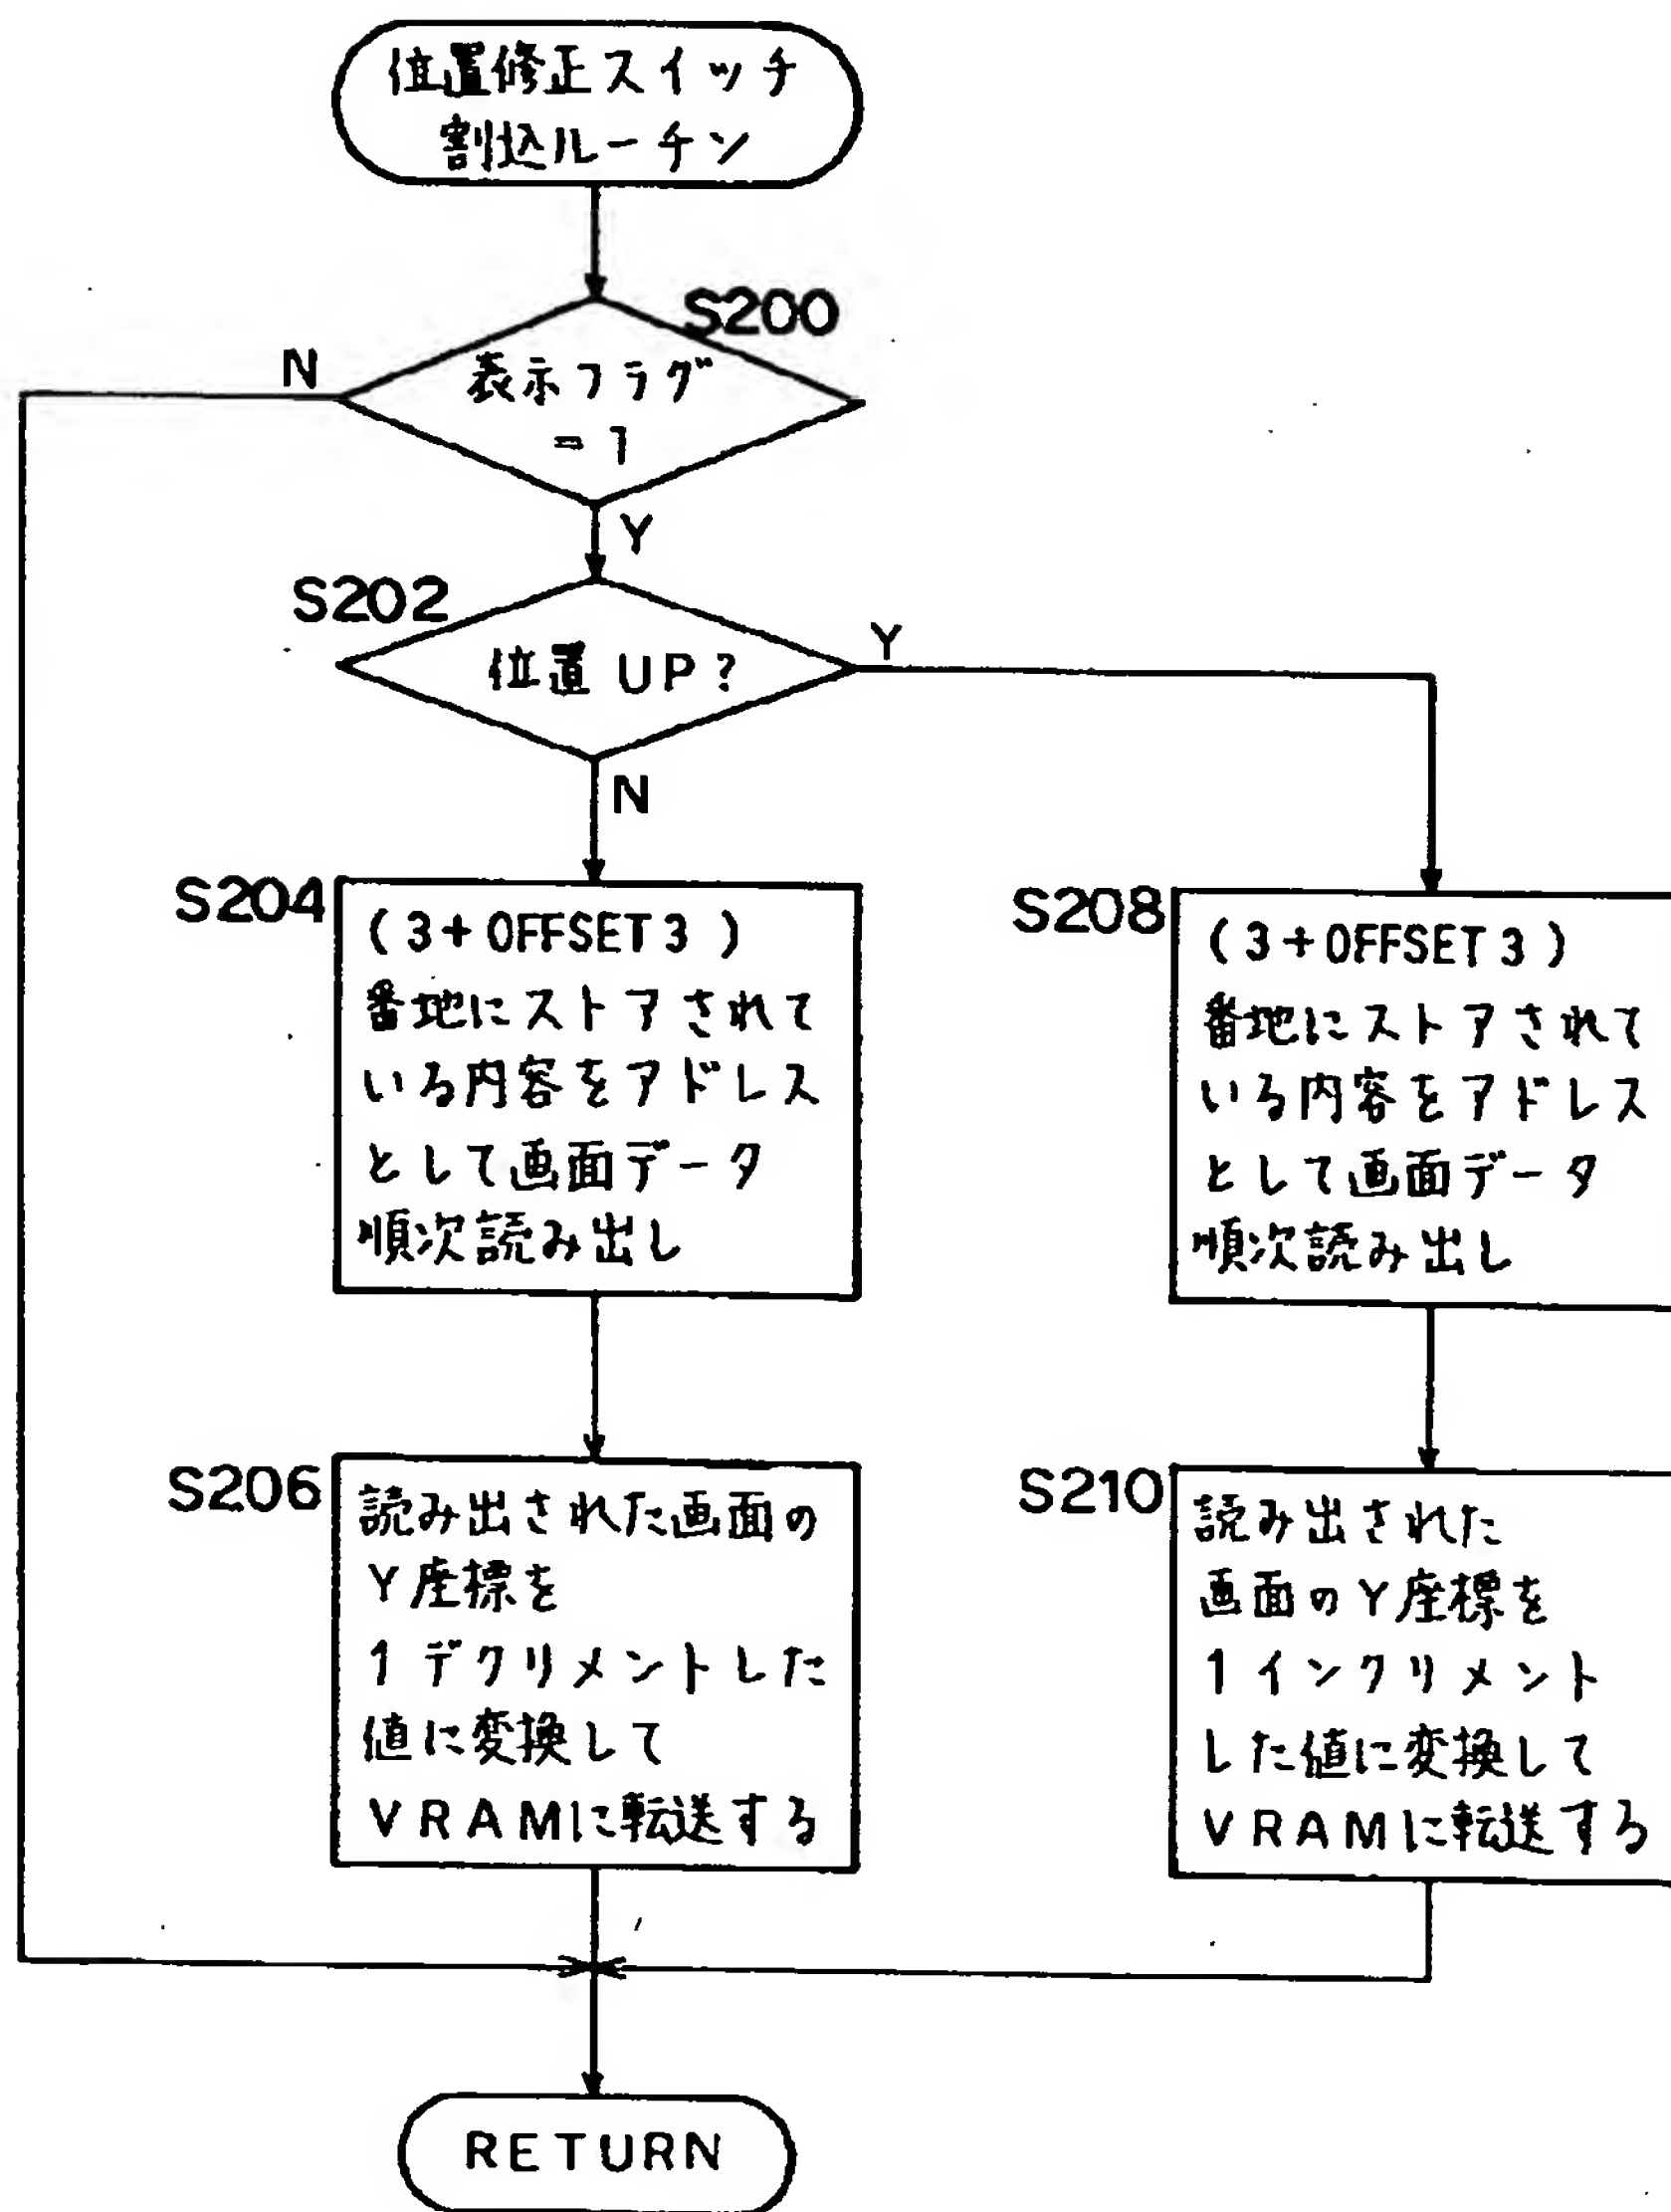 位置修正スイッチ
割込ルーチン
S200
N
表示フラグ
=1
Y
S202
位置UP?
Y
N
S204
(3+OFFSET3)
番地にストアされて
いる内容をアドレス
として画面データ
順次読み出し
S208
(3+OFFSET3)
番地にストアされて
いる内容をアドレス
として画面データ
順次読み出し
S206
読み出された画面の
Y座標を
1デクリメントした
値に変換して
VRAMに転送する
S210
読み出された
画面のY座標を
1インクリメント
した値に変換して
VRAMに転送する
RETURN